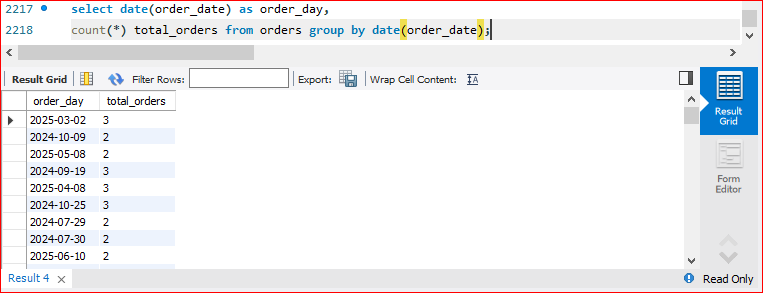 2217 select date(order_date) as order_day,
2218 count(*) total_orders from orders group by date(order_date);
Result Grid Filter Rows: Export: Wrap Cell Content:
order_day total_orders
2025-03-02 3
2024-10-09 2
2025-05-08 2
2024-09-19 3
2025-04-08 3
2024-10-25 3
2024-07-29 2
2024-07-30 2
2025-06-10 2
Result
Grid
Form
Editor
Result 4 Read Only